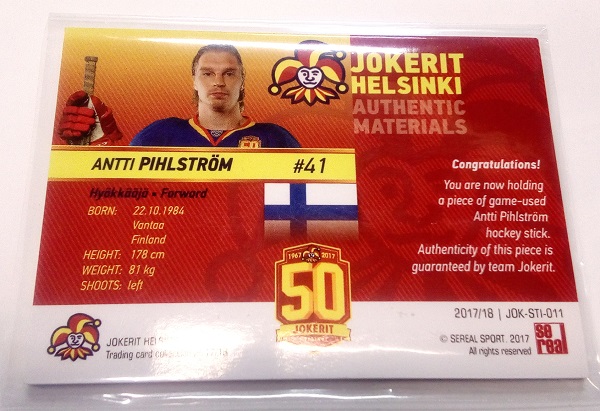 JOKERIT
HELSINKI
AUTHENTIC
MATERIALS
ANTTI PIHLSTRÖM #41
Hyökkääjä • Forword
BORN: 22.10.1984
Vantaa
Finland
HEIGHT: 178 cm
WEIGHT: 81 kg
SHOOTS: left
Congratulations!
You are now holding
a piece of game-used
Antti Pihlström
hockey stick.
Authenticity of this piece is
guaranteed by team Jokerit.
1967 2017
50
JOKERIT
2017/18 | JOK-STI-011
JOKERIT
Trading card
© SEREAL SPORT. 2017
All rights reserved
se
real